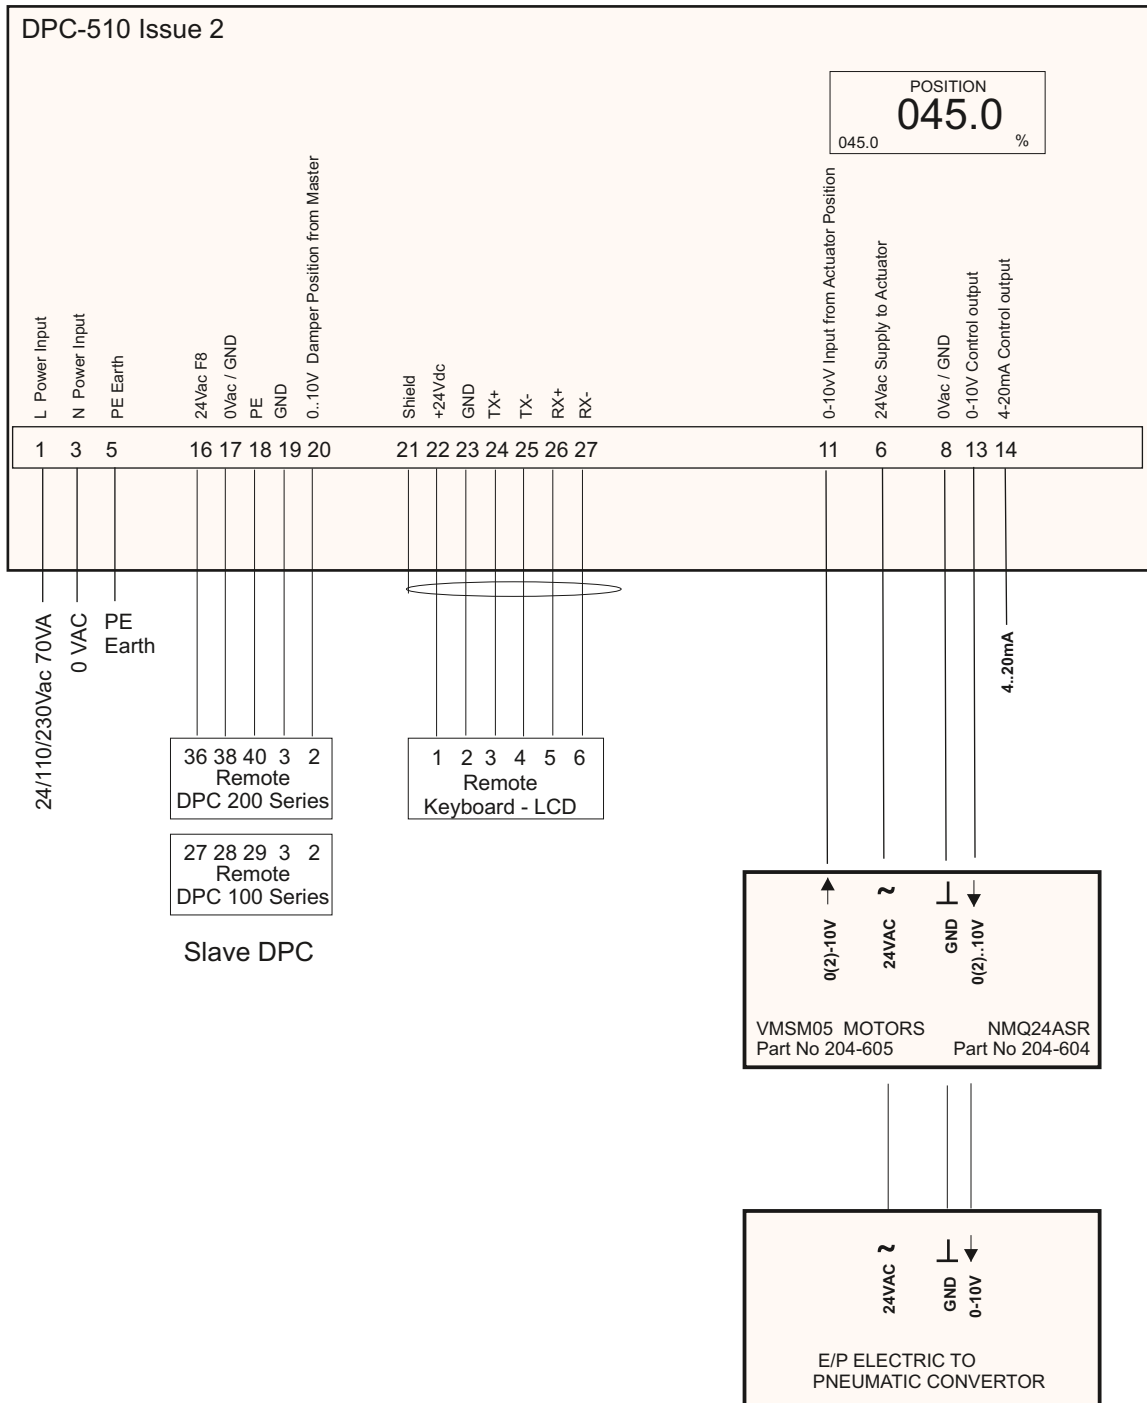 DPC-510 Issue 2
POSITION
045.0
045.0
%
L Power Input
N Power Input
PE Earth
24Vac F8
0Vac / GND
PE
GND
0..10V Damper Position from Master
Shield
+24Vdc
GND
TX+
TX-
RX+
RX-
0-10vV Input from Actuator Position
24Vac Supply to Actuator
0Vac / GND
0-10V Control output
4-20mA Control output
1 3 5 16 17 18 19 20 21 22 23 24 25 26 27 11 6 8 13 14
24/110/230Vac 70VA
0 VAC
PE
Earth
4..20mA
36 38 40 3 2
Remote
DPC 200 Series
27 28 29 3 2
Remote
DPC 100 Series
Slave DPC
1 2 3 4 5 6
Remote
Keyboard - LCD
0(2)-10V
24VAC ~
GND
0(2)..10V
VMSM05 MOTORS
Part No 204-605
NMQ24ASR
Part No 204-604
24VAC ~
GND
0-10V
E/P ELECTRIC TO
PNEUMATIC CONVERTOR